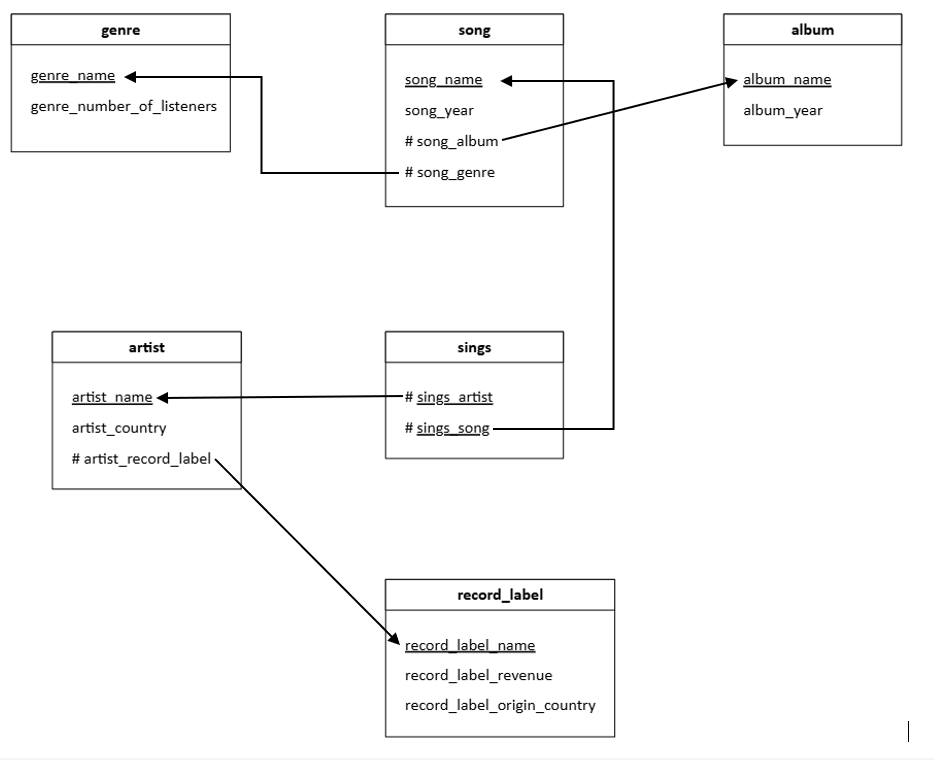 genre
genre_name
genre_number_of_listeners
song
song_name
song_year
# song_album
# song_genre
album
album_name
album_year
artist
artist_name
artist_country
# artist_record_label
sings
# sings_artist
# sings_song
record_label
record_label_name
record_label_revenue
record_label_origin_country